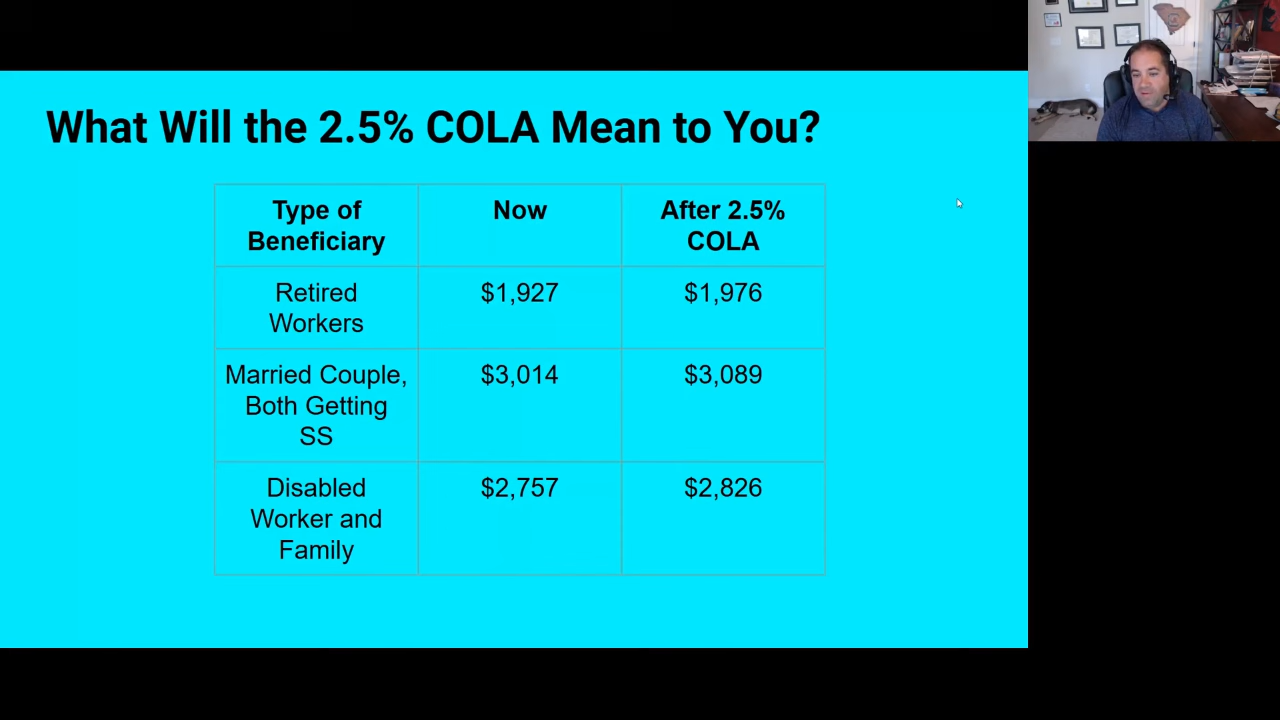 What Will the 2.5% COLA Mean to You?
Type of
Beneficiary
Now
After 2.5%
COLA
Retired
Workers
$1,927
$1,976
Married Couple,
Both Getting
SS
$3,014
$3,089
Disabled
Worker and
Family
$2,757
$2,826